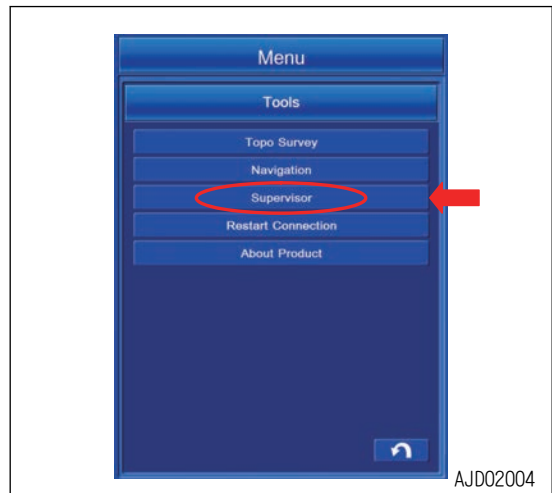 Menu
Tools
Topo Survey
Navigation
Supervisor
Restart Connection
About Product
AJD02004